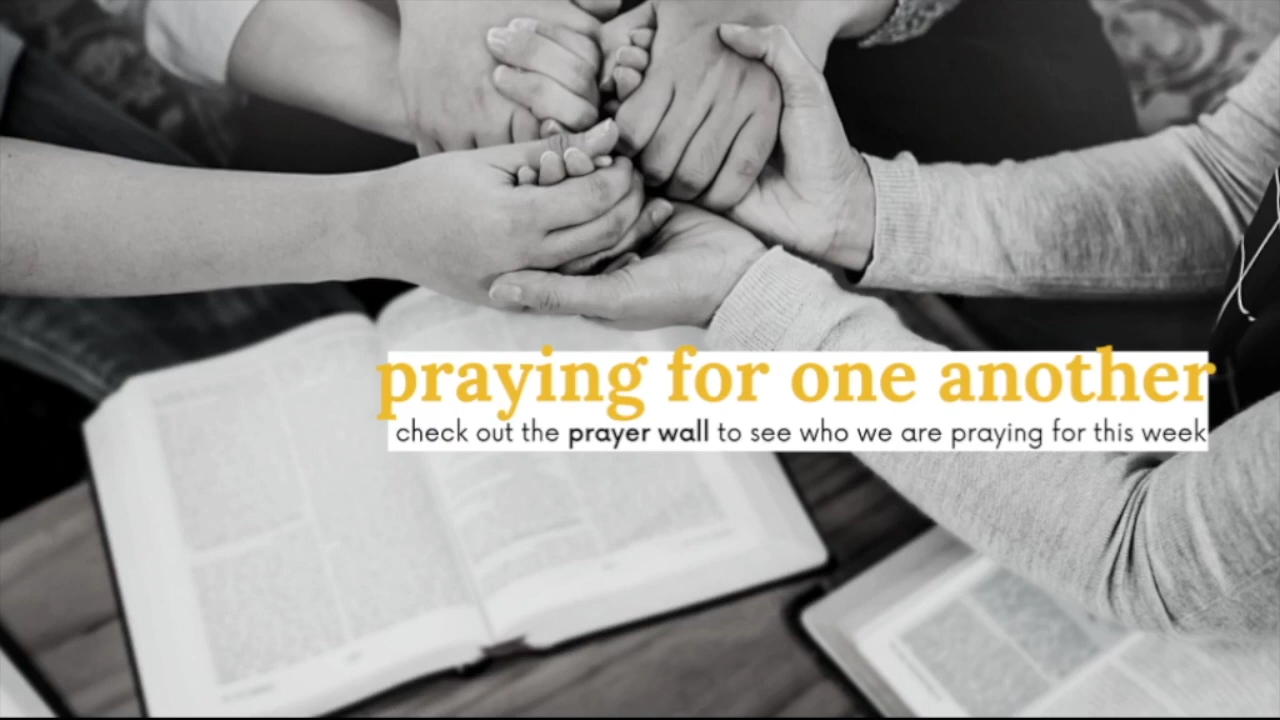 praying for one another
check out the prayer wall to see who we are praying for this week